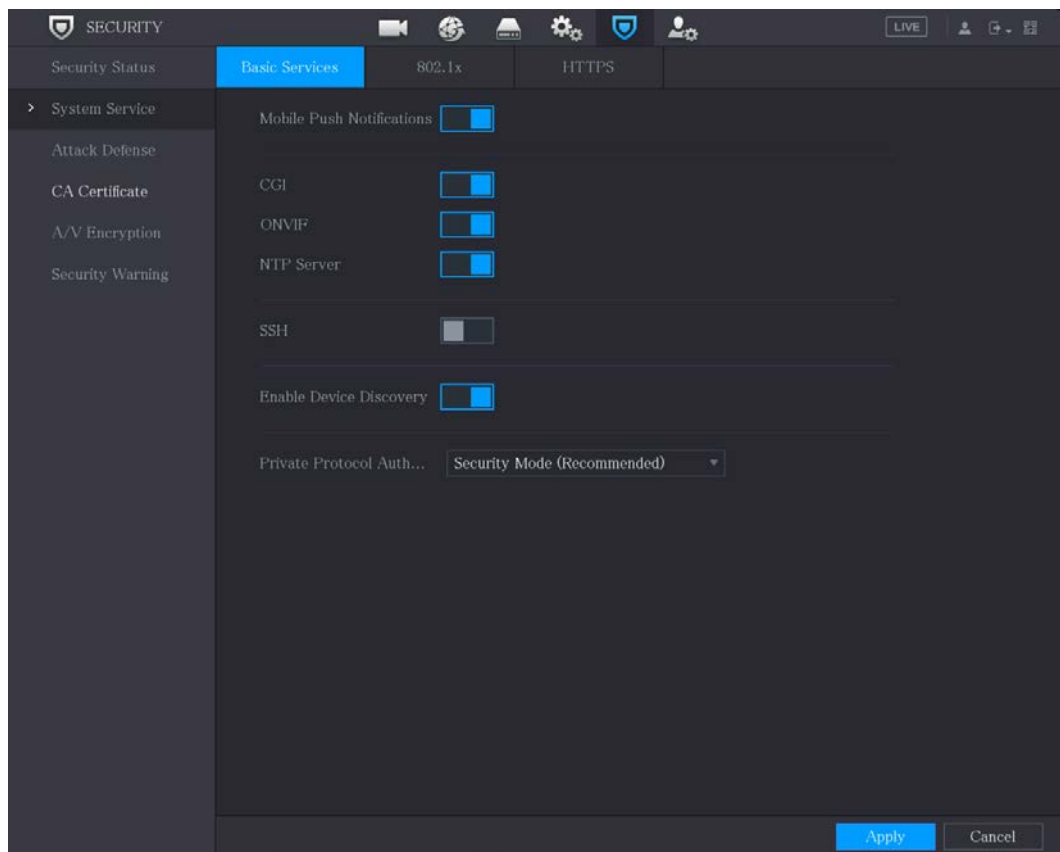 SECURITY
LIVE
Security Status
System Service
Attack Defense
CA Certificate
A/V Encryption
Security Warning
Basic Services
802.1x
HTTPS
Mobile Push Notifications
CGI
ONVIF
NTP Server
SSH
Enable Device Discovery
Private Protocol Auth...
Security Mode (Recommended)
Apply
Cancel